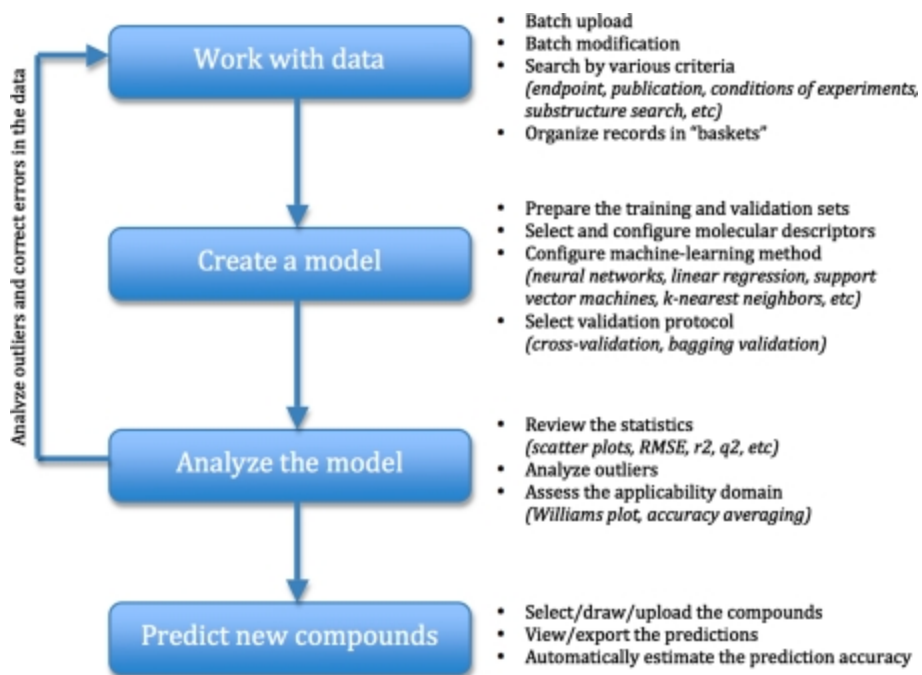 Work with data
• Batch upload
• Batch modification
• Search by various criteria
(endpoint, publication, conditions of experiments,
substructure search, etc)
• Organize records in “baskets”
Analyze outliers and correct errors in the data
Create a model
• Prepare the training and validation sets
• Select and configure molecular descriptors
• Configure machine-learning method
(neural networks, linear regression, support
vector machines, k-nearest neighbors, etc)
• Select validation protocol
(cross-validation, bagging validation)
Analyze the model
• Review the statistics
(scatter plots, RMSE, r2, q2, etc)
• Analyze outliers
• Assess the applicability domain
(Williams plot, accuracy averaging)
Predict new compounds
• Select/draw/upload the compounds
• View/export the predictions
• Automatically estimate the prediction accuracy